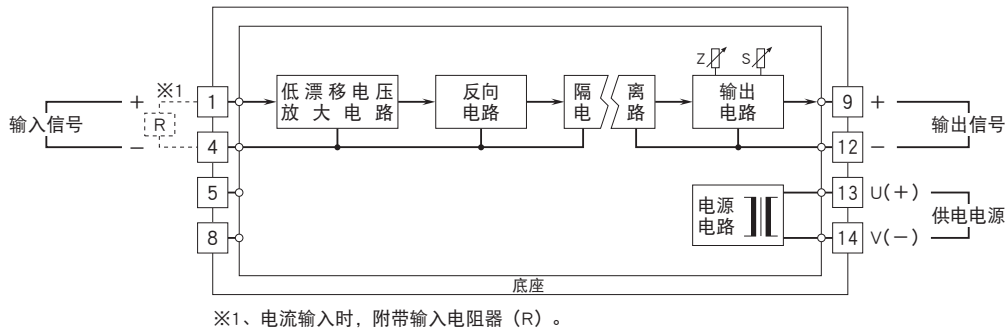 ※1
输入信号
+
R
−
1
4
5
8
低漂移电压
放大电路
反向
电路
隔离
电路
Z
S
输出
电路
9
+
12
−
输出信号
电源
电路
13
U(+)
14
V(−)
供电电源
底座
※1、电流输入时，附带输入电阻器（R）。